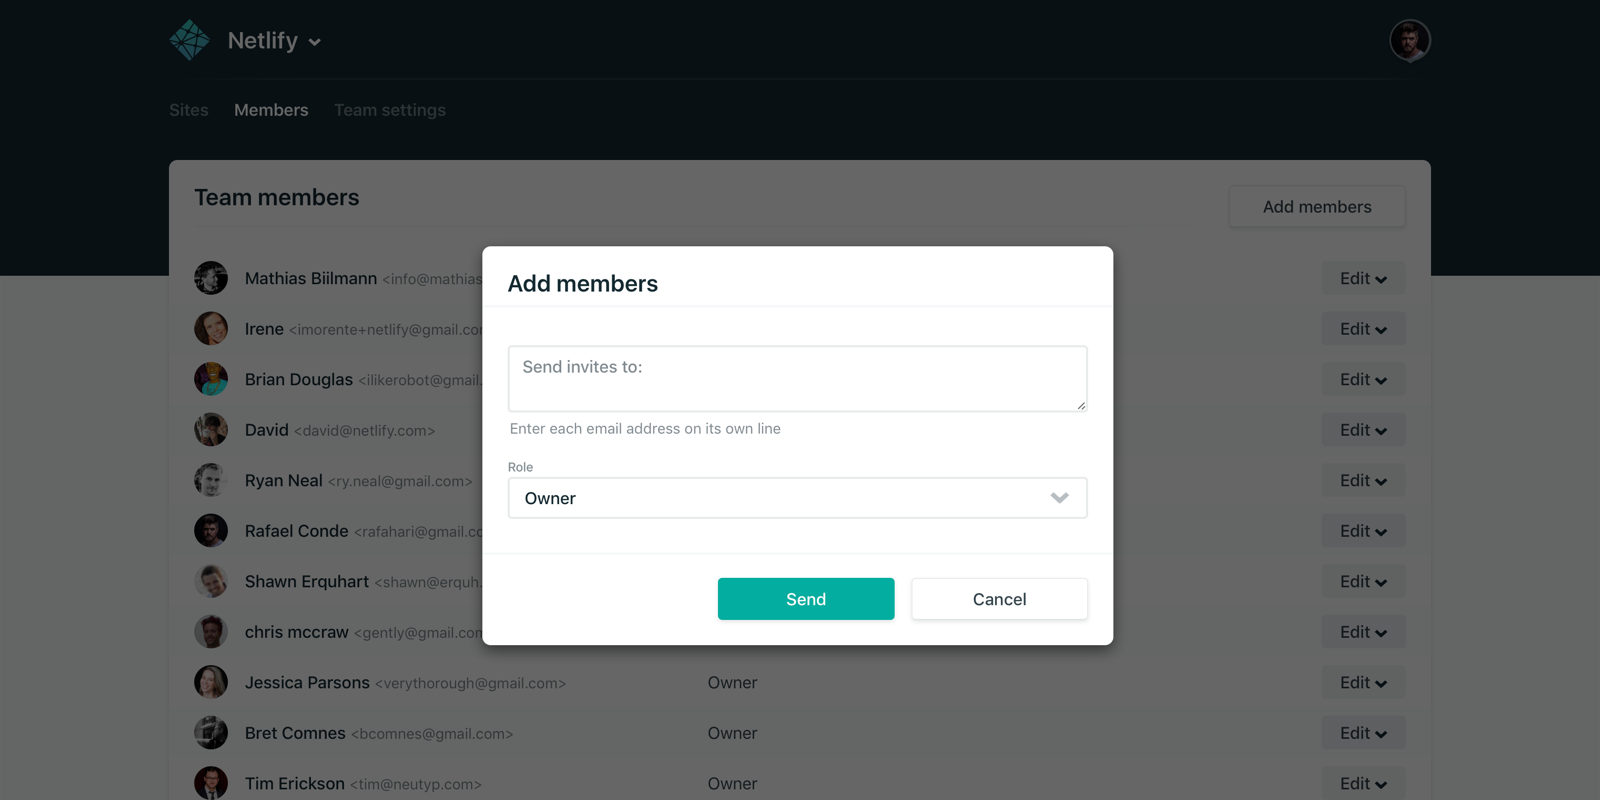 Netlify
Sites Members Team settings
Team members
Add members
Mathias Biilmann <info@mathias
Edit
Irene <imorente+netlify@gmail.co
Edit
Brian Douglas <ilikerobot@gmail.
Edit
David <david@netlify.com>
Edit
Ryan Neal <ry.neal@gmail.com>
Edit
Rafael Conde <rafahari@gmail.c
Edit
Shawn Erquhart <shawn@erquh.
Edit
chris mccraw <gently@gmail.co
Edit
Jessica Parsons <verythorough@gmail.com>
Owner
Edit
Bret Comnes <bcomnes@gmail.com>
Owner
Edit
Tim Erickson <tim@neutyp.com>
Owner
Edit
Add members
Send invites to:
Enter each email address on its own line
Role
Owner
Send
Cancel